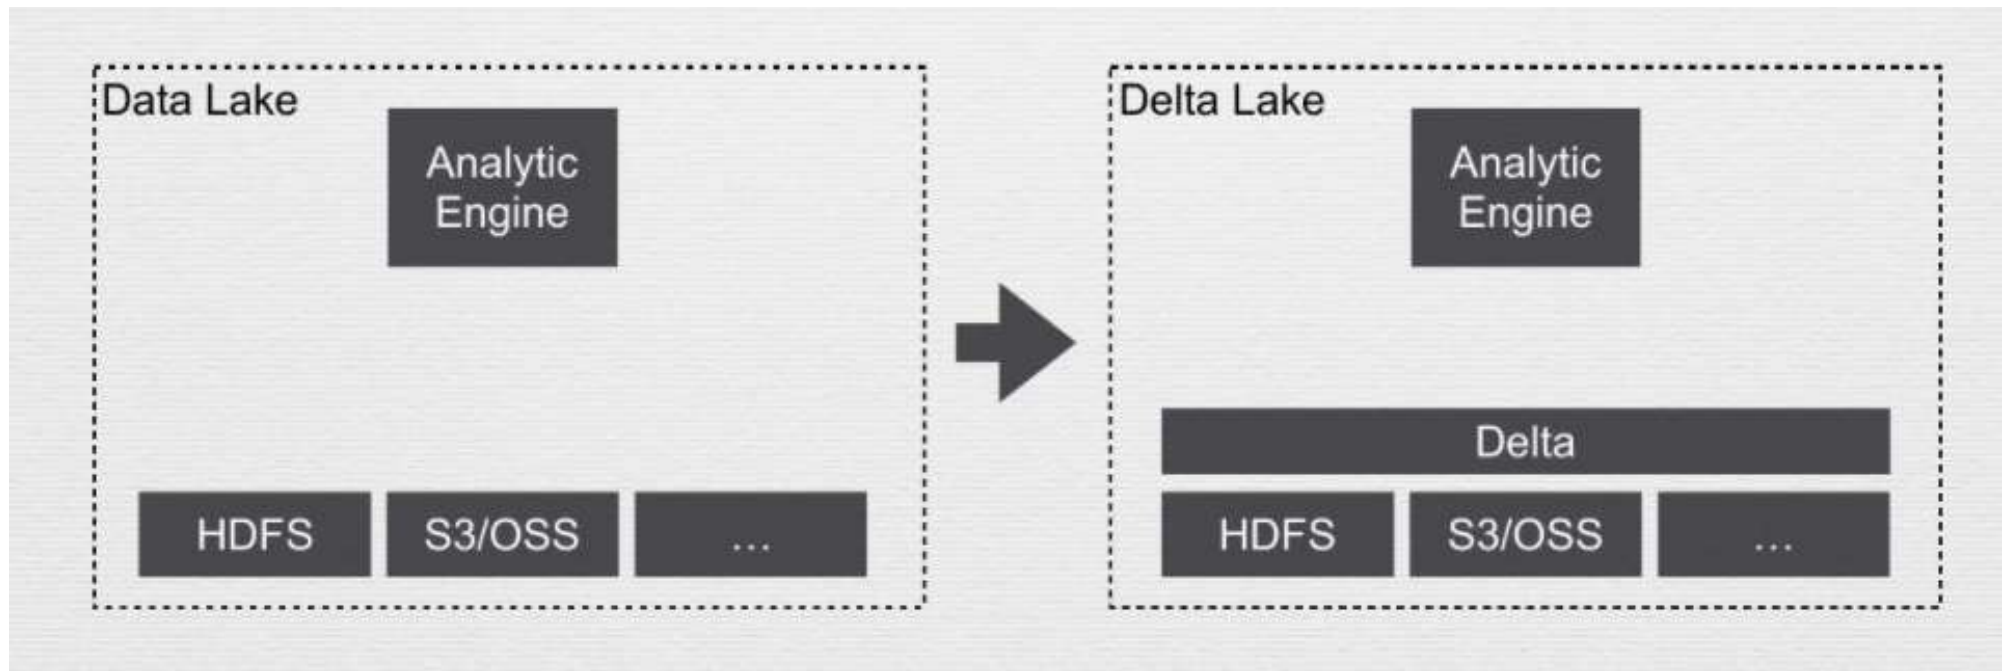 Data Lake
Analytic
Engine
HDFS
S3/OSS
...
Delta Lake
Analytic
Engine
Delta
HDFS
S3/OSS
...